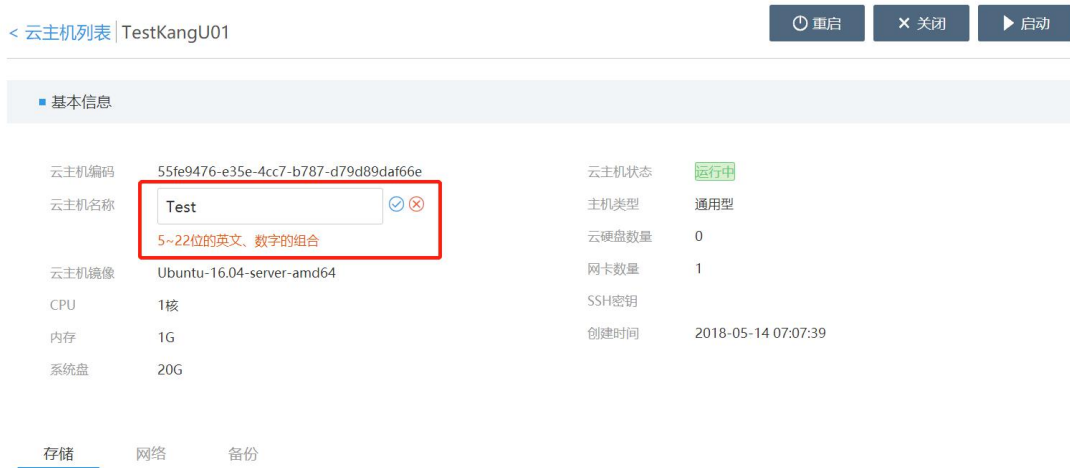 < 云主机列表 TestKangU01
重启
关闭
启动
基本信息
云主机编码 55fe9476-e35e-4cc7-b787-d79d89daf66e
云主机名称 Test
5~22位的英文、数字的组合
云主机镜像 Ubuntu-16.04-server-amd64
CPU 1核
内存 1G
系统盘 20G
云主机状态 运行中
主机类型 通用型
云硬盘数量 0
网卡数量 1
SSH密钥
创建时间 2018-05-14 07:07:39
存储 网络 备份